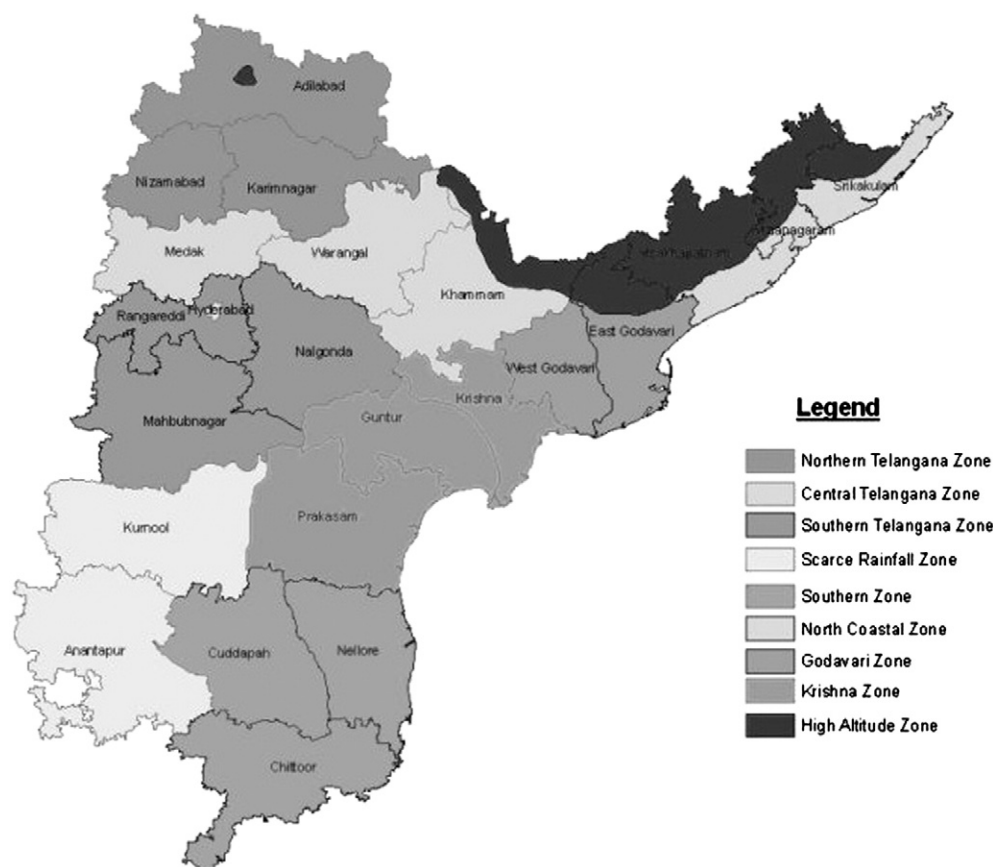 Adilabad
Nizamabad
Karimnagar
Srikakulam
Medak
Warangal
Khammam
Rangareddi
Hyderabad
East Godavari
Nalgonda
West Godavari
Krishna
Guntur
Mahbubnagar
Legend
Northern Telangana Zone
Central Telangana Zone
Kurnool
Prakasam
Southern Telangana Zone
Scarce Rainfall Zone
Southern Zone
North Coastal Zone
Anantapur
Cuddapah
Nellore
Godavari Zone
Krishna Zone
High Altitude Zone
Chittoor